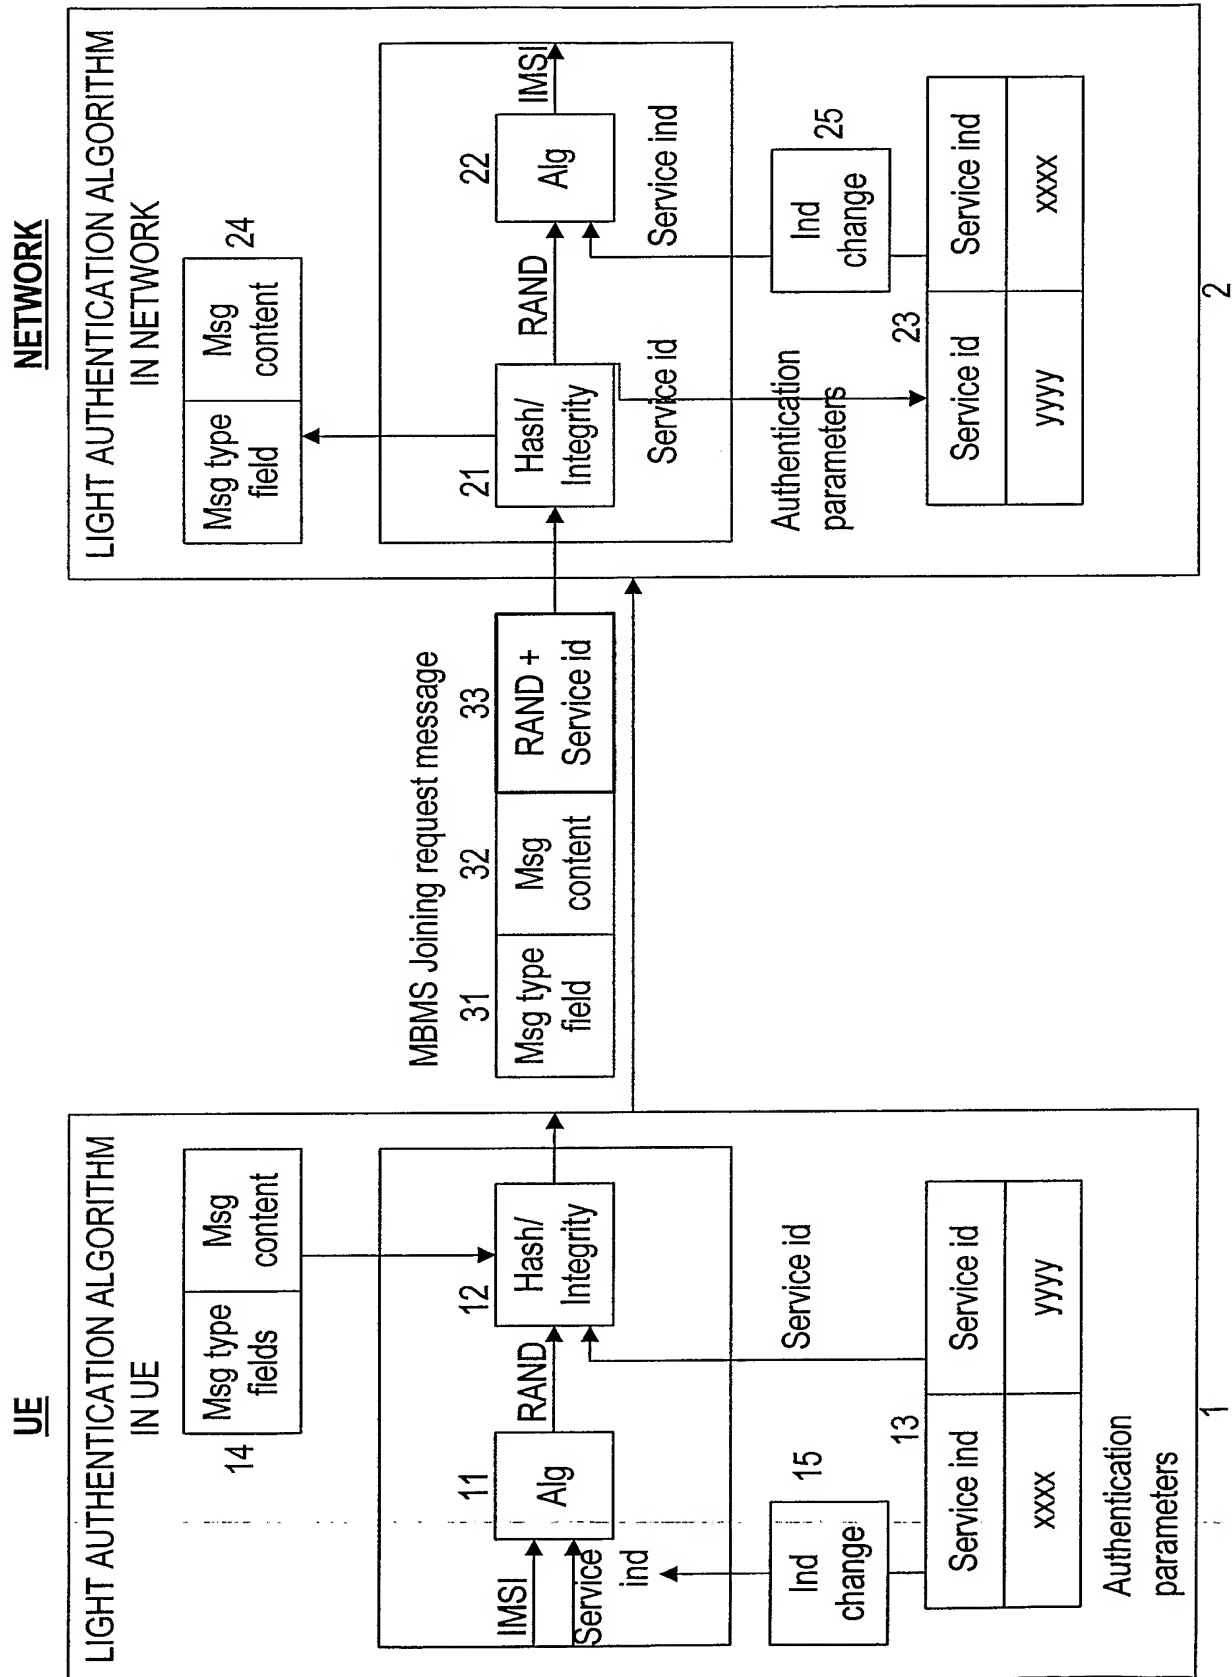 UE
LIGHT AUTHENTICATION ALGORITHM
IN UE
14
Msg type
fields
Msg
content
IMSI
Service
ind
11
Alg
RAND
12
Hash/
Integrity
15
Ind
change
Service id
13
Service ind
Service id
xxxx
yyyy
Authentication
parameters
1
MBMS Joining request message
31
32
33
Msg type
field
Msg
content
RAND +
Service id
NETWORK
LIGHT AUTHENTICATION ALGORITHM
IN NETWORK
Msg type
field
Msg
content
24
21
Hash/
Integrity
RAND
22
Alg
IMSI
Service id
Service ind
Authentication
parameters
Ind
change
25
23
Service id
Service ind
yyyy
xxxx
2